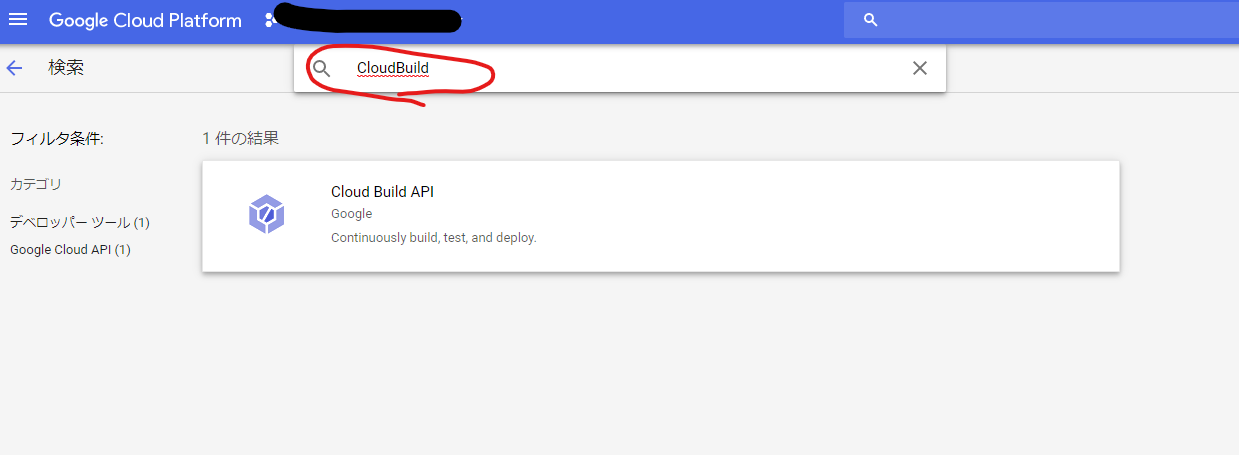 Google Cloud Platform
検索
CloudBuild
フィルタ条件:
1 件の結果
カテゴリ
デベロッパー ツール (1)
Google Cloud API (1)
Cloud Build API
Google
Continuously build, test, and deploy.